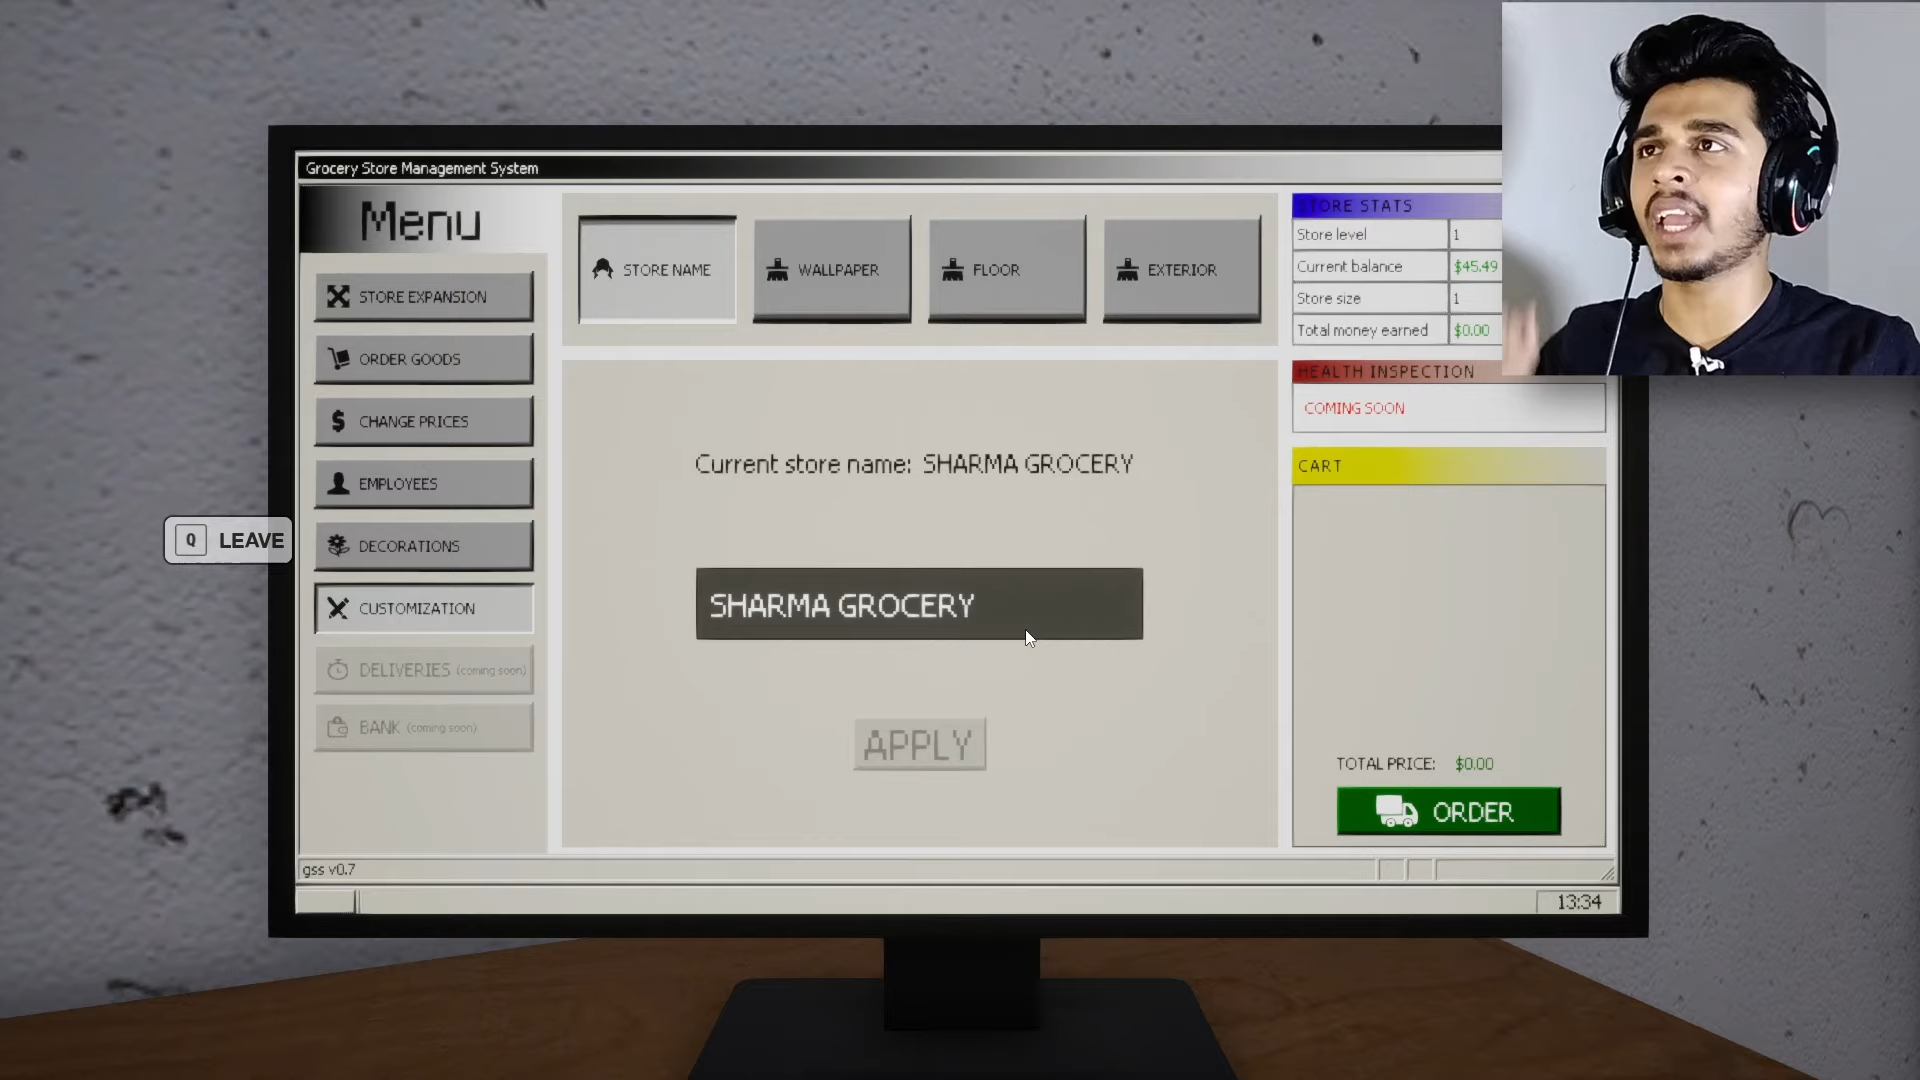 Grocery Store Management System
Menu
STORE EXPANSION
ORDER GOODS
CHANGE PRICES
EMPLOYEES
DECORATIONS
CUSTOMIZATION
DELIVERIES (coming soon)
BANK (coming soon)
Q LEAVE
STORE NAME
WALLPAPER
FLOOR
EXTERIOR
Current store name: SHARMA GROCERY
SHARMA GROCERY
APPLY
STORE STATS
Store level 1
Current balance $45.49
Store size 1
Total money earned $0.00
HEALTH INSPECTION
COMING SOON
CART
TOTAL PRICE: $0.00
ORDER
gss v0.7
13:34